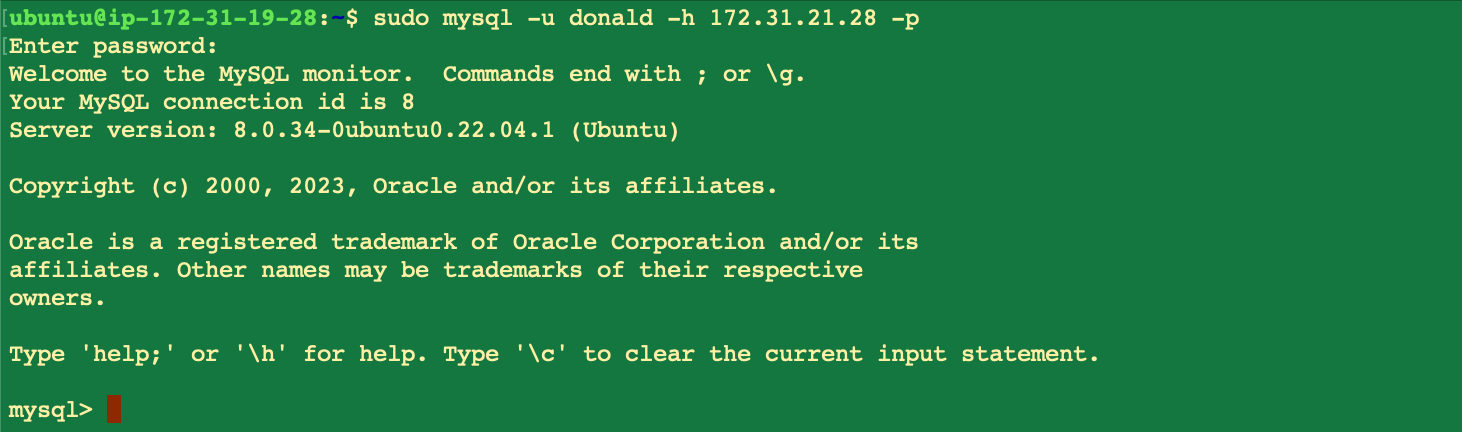 [ubuntu@ip-172-31-19-28:~$ sudo mysql -u donald -h 172.31.21.28 -p
[Enter password:
Welcome to the MySQL monitor.  Commands end with ; or \g.
Your MySQL connection id is 8
Server version: 8.0.34-0ubuntu0.22.04.1 (Ubuntu)
Copyright (c) 2000, 2023, Oracle and/or its affiliates.
Oracle is a registered trademark of Oracle Corporation and/or its
affiliates. Other names may be trademarks of their respective
owners.
Type 'help;' or '\h' for help. Type '\c' to clear the current input statement.
mysql>